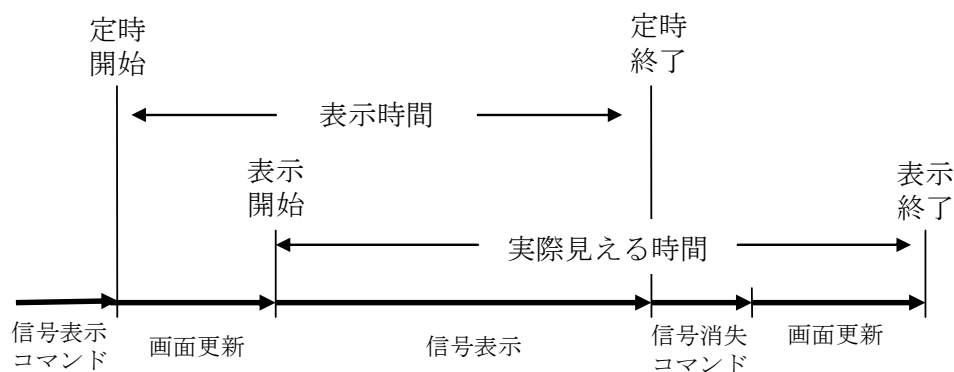 定時
開始
定時
終了
表示時間
表示
開始
表示
終了
実際見える時間
信号表示
コマンド
画面更新
信号表示
信号消失
コマンド
画面更新